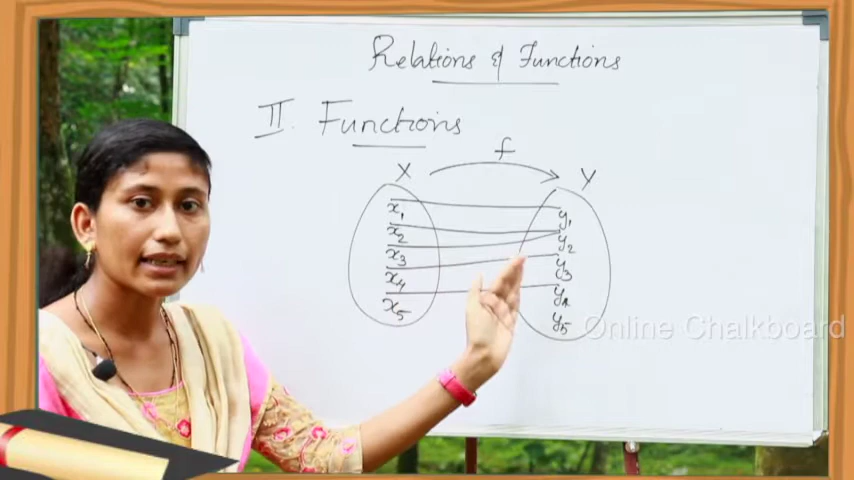 Relations & Functions
II. Functions
f
X Y
x₁ y₁
x₂ y₂
x₃ y₃
x₄ y₄
x₅ y₅
Online Chalkboard